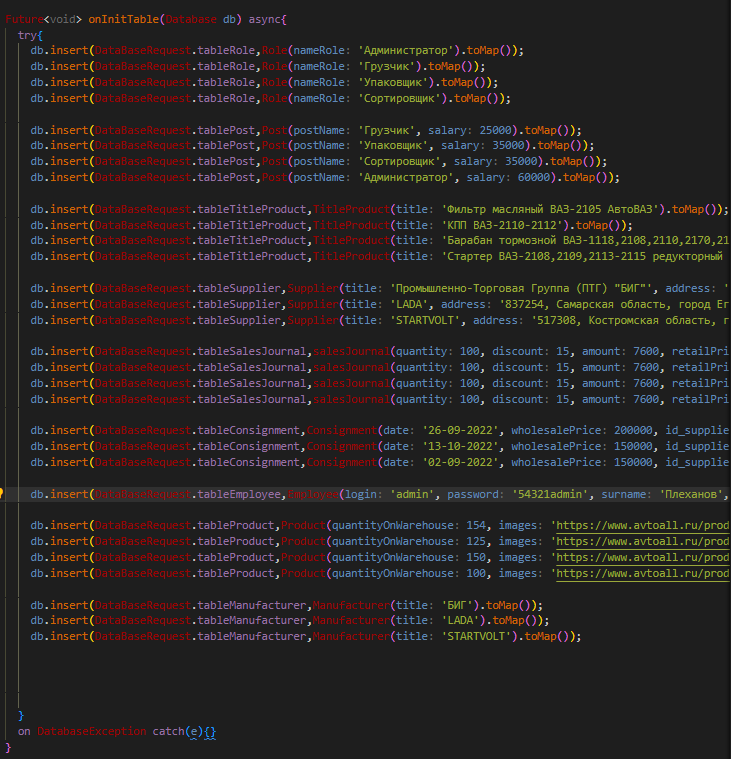 Future<void> onInitTable(Database db) async{
try{
db.insert(DataBaseRequest.tableRole,Role(nameRole: 'Администратор').toMap());
db.insert(DataBaseRequest.tableRole,Role(nameRole: 'Грузчик').toMap());
db.insert(DataBaseRequest.tableRole,Role(nameRole: 'Упаковщик').toMap());
db.insert(DataBaseRequest.tableRole,Role(nameRole: 'Сортировщик').toMap());
db.insert(DataBaseRequest.tablePost,Post(postName: 'Грузчик', salary: 25000).toMap());
db.insert(DataBaseRequest.tablePost,Post(postName: 'Упаковщик', salary: 35000).toMap());
db.insert(DataBaseRequest.tablePost,Post(postName: 'Сортировщик', salary: 35000).toMap());
db.insert(DataBaseRequest.tablePost,Post(postName: 'Администратор', salary: 60000).toMap());
db.insert(DataBaseRequest.tableTitleProduct,TitleProduct(title: 'Фильтр масляный ВАЗ-2105 АвтоВАЗ').toMap());
db.insert(DataBaseRequest.tableTitleProduct,TitleProduct(title: 'КПП ВАЗ-2110-2112').toMap());
db.insert(DataBaseRequest.tableTitleProduct,TitleProduct(title: 'Барабан тормозной ВАЗ-1118,2108,2110,2170,21
db.insert(DataBaseRequest.tableTitleProduct,TitleProduct(title: 'Стартер ВАЗ-2108,2109,2113-2115 редукторный
db.insert(DataBaseRequest.tableSupplier,Supplier(title: 'Промышленно-Торговая Группа (ПТГ) "БИГ"', address: '
db.insert(DataBaseRequest.tableSupplier,Supplier(title: 'LADA', address: '837254, Самарская область, город Ег
db.insert(DataBaseRequest.tableSupplier,Supplier(title: 'STARTVOLT', address: '517308, Костромская область, г
db.insert(DataBaseRequest.tableSalesJournal,salesJournal(quantity: 100, discount: 15, amount: 7600, retailPri
db.insert(DataBaseRequest.tableSalesJournal,salesJournal(quantity: 100, discount: 15, amount: 7600, retailPri
db.insert(DataBaseRequest.tableSalesJournal,salesJournal(quantity: 100, discount: 15, amount: 7600, retailPri
db.insert(DataBaseRequest.tableSalesJournal,salesJournal(quantity: 100, discount: 15, amount: 7600, retailPri
db.insert(DataBaseRequest.tableConsignment,Consignment(date: '26-09-2022', wholesalePrice: 200000, id_supplie
db.insert(DataBaseRequest.tableConsignment,Consignment(date: '13-10-2022', wholesalePrice: 150000, id_supplie
db.insert(DataBaseRequest.tableConsignment,Consignment(date: '02-09-2022', wholesalePrice: 150000, id_supplie
db.insert(DataBaseRequest.tableEmployee,Employee(login: 'admin', password: '54321admin', surname: 'Плеханов',
db.insert(DataBaseRequest.tableProduct,Product(quantityOnWarehouse: 154, images: 'https://www.avtoall.ru/prod
db.insert(DataBaseRequest.tableProduct,Product(quantityOnWarehouse: 125, images: 'https://www.avtoall.ru/prod
db.insert(DataBaseRequest.tableProduct,Product(quantityOnWarehouse: 150, images: 'https://www.avtoall.ru/prod
db.insert(DataBaseRequest.tableProduct,Product(quantityOnWarehouse: 100, images: 'https://www.avtoall.ru/prod
db.insert(DataBaseRequest.tableManufacturer,Manufacturer(title: 'БИГ').toMap());
db.insert(DataBaseRequest.tableManufacturer,Manufacturer(title: 'LADA').toMap());
db.insert(DataBaseRequest.tableManufacturer,Manufacturer(title: 'STARTVOLT').toMap());
}
on DatabaseException catch(e){}
}